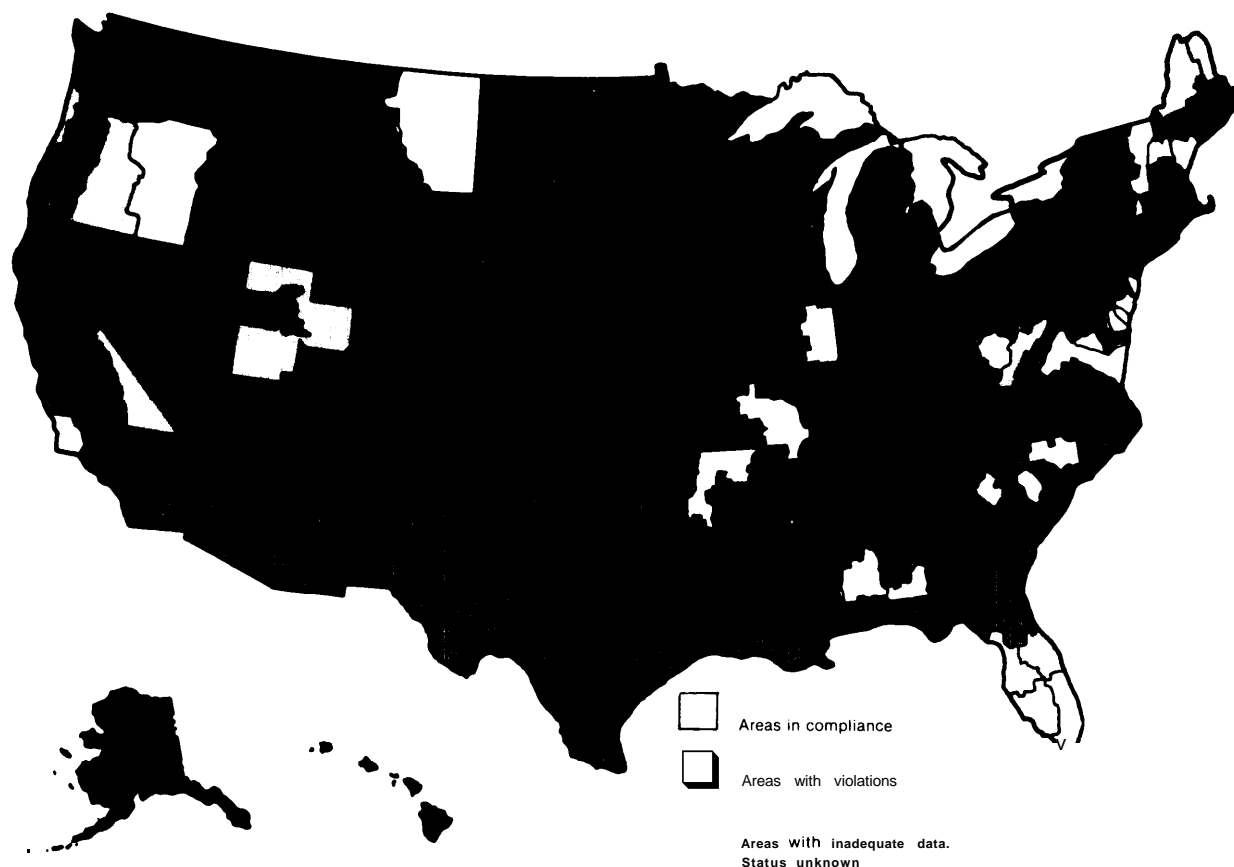 Areas in compliance
Areas with violations
Areas with inadequate data.
Status unknown